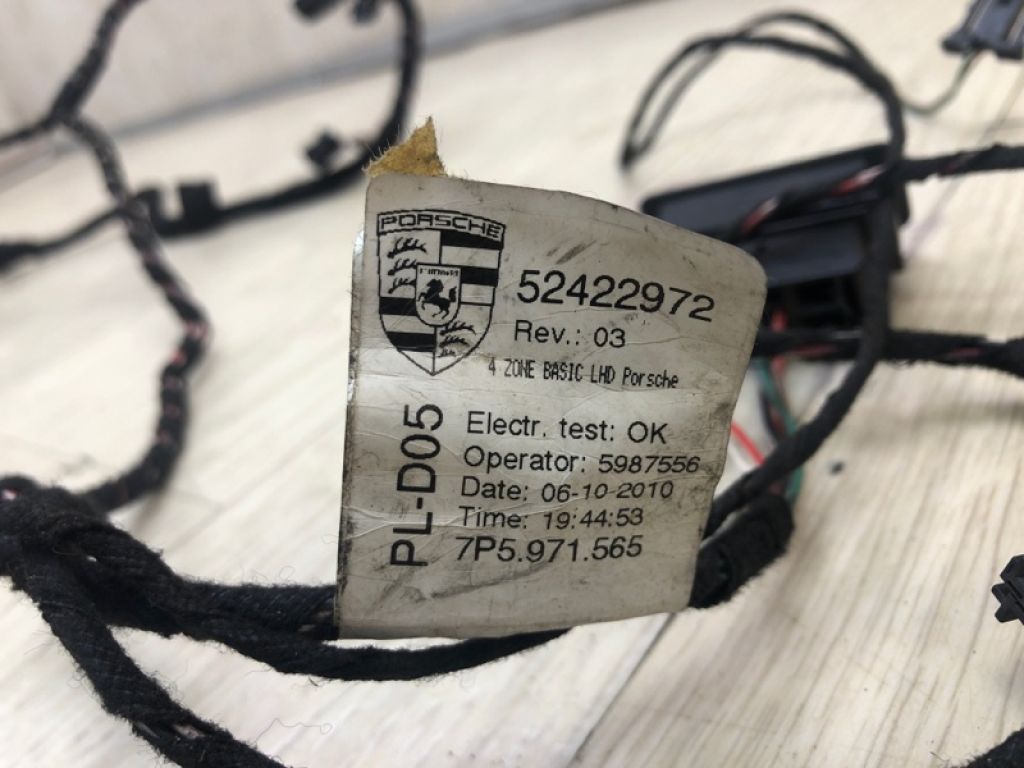 PORSCHE
52422972
Rev.: 03
4 ZONE BASIC LHD Porsche
PL-D05
Electr. test: OK
Operator: 5987556
Date: 06-10-2010
Time: 19:44:53
7P5.971.565